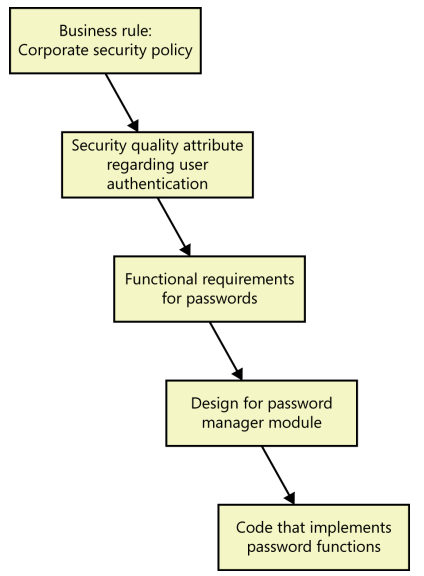 Business rule:
Corporate security policy
Security quality attribute
regarding user
authentication
Functional requirements
for passwords
Design for password
manager module
Code that implements
password functions